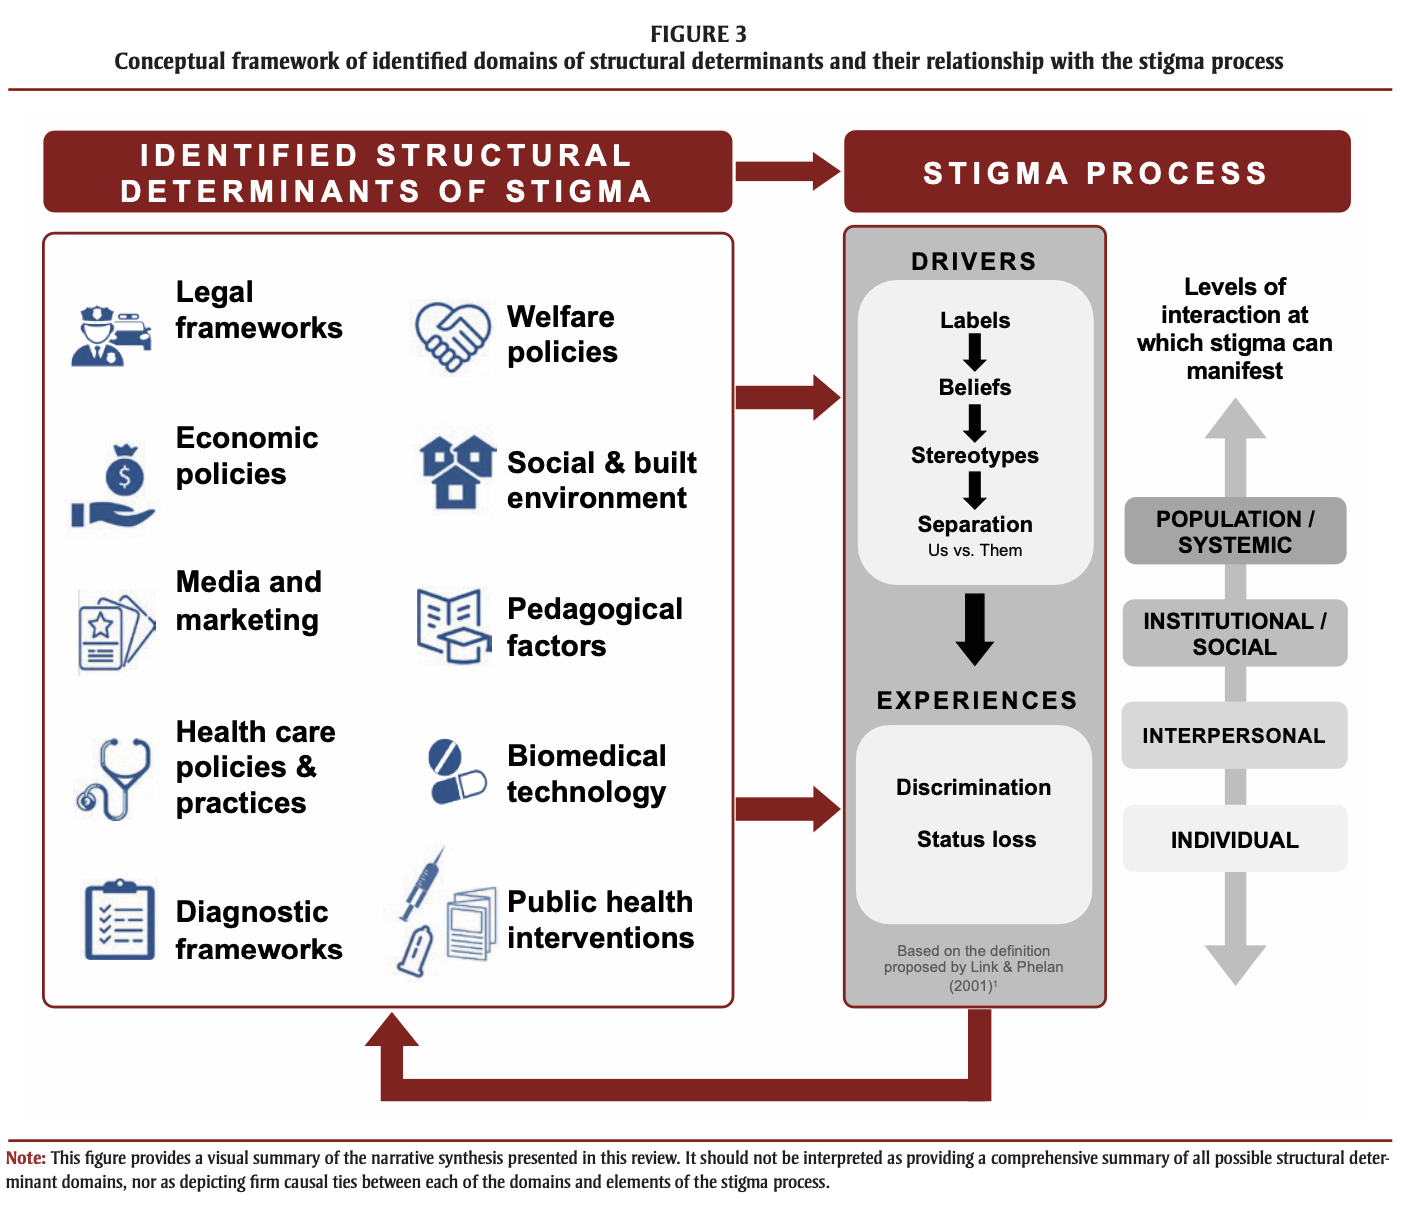 FIGURE 3
Conceptual framework of identified domains of structural determinants and their relationship with the stigma process
IDENTIFIED STRUCTURAL
DETERMINANTS OF STIGMA
STIGMA PROCESS
Legal
frameworks
Welfare
policies
Economic
policies
Social & built
environment
Media and
marketing
Pedagogical
factors
Health care
policies &
practices
Biomedical
technology
Diagnostic
frameworks
Public health
interventions
DRIVERS
Labels
Beliefs
Stereotypes
Separation
Us vs. Them
EXPERIENCES
Discrimination
Status loss
Based on the definition
proposed by Link & Phelan
(2001)¹
Levels of
interaction at
which stigma can
manifest
POPULATION /
SYSTEMIC
INSTITUTIONAL /
SOCIAL
INTERPERSONAL
INDIVIDUAL
Note: This figure provides a visual summary of the narrative synthesis presented in this review. It should not be interpreted as providing a comprehensive summary of all possible structural deter-
minant domains, nor as depicting firm causal ties between each of the domains and elements of the stigma process.